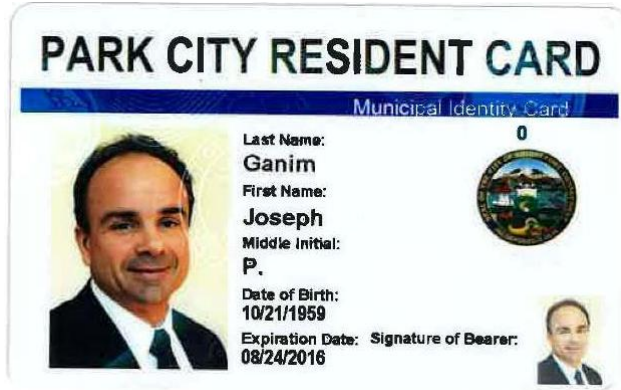 PARK CITY RESIDENT CARD
Municipal Identity Card
0
Last Name:
Ganim
First Name:
Joseph
Middle Initial:
P.
Date of Birth:
10/21/1959
Expiration Date: Signature of Bearer:
08/24/2016